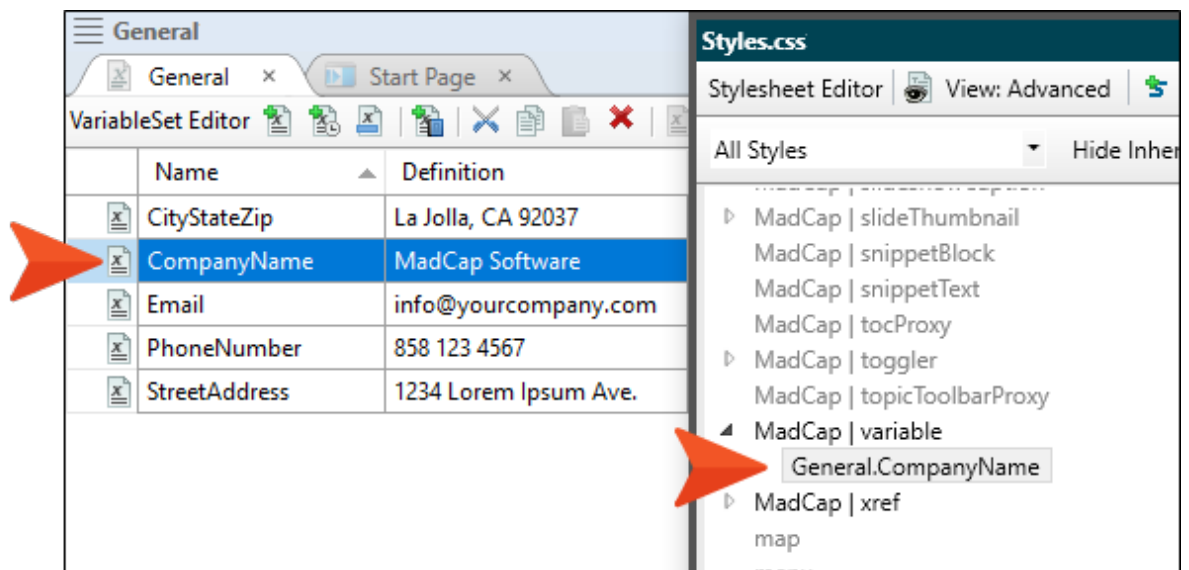 General
General × Start Page ×
VariableSet Editor
Name Definition
CityStateZip La Jolla, CA 92037
CompanyName MadCap Software
Email info@yourcompany.com
PhoneNumber 858 123 4567
StreetAddress 1234 Lorem Ipsum Ave.
Styles.css
Stylesheet Editor View: Advanced
All Styles Hide Inher
MadCap | slideThumbnail
MadCap | snippetBlock
MadCap | snippetText
MadCap | tocProxy
MadCap | toggler
MadCap | topicToolbarProxy
MadCap | variable
General.CompanyName
MadCap | xref
map